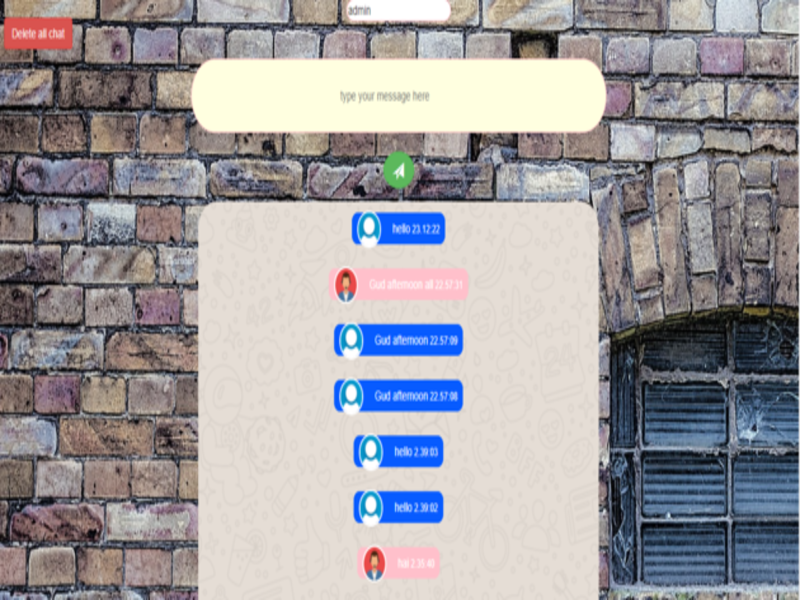 admin
Delete all chat
type your message here
hello 23.12.22
Gud afternoon all 22.57.31
Gud afternoon 22.57.09
Gud afternoon 22.57.08
hello 2.39.03
hello 2.39.02
hai 2.35.40